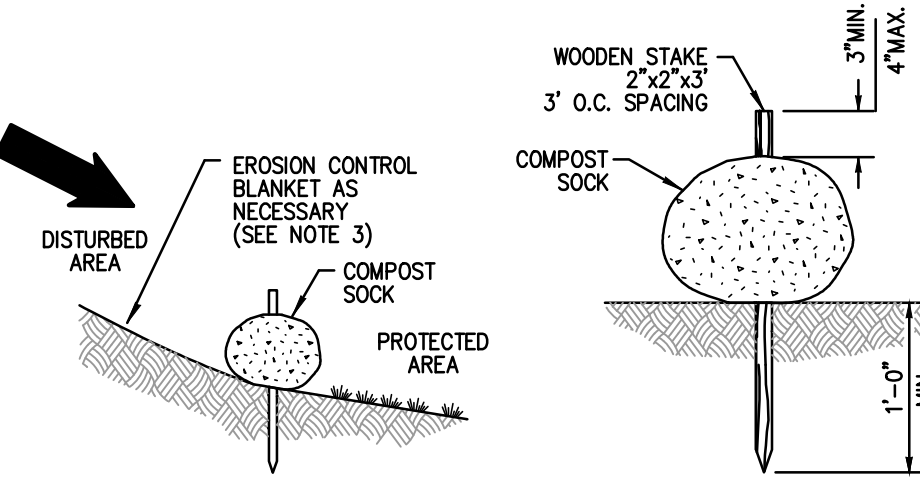 DISTURBED
AREA
EROSION CONTROL
BLANKET AS
NECESSARY
(SEE NOTE 3)
COMPOST
SOCK
PROTECTED
AREA
WOODEN STAKE
2"x2"x3'
3' O.C. SPACING
COMPOST
SOCK
3"MIN.
4"MAX.
1'-0"